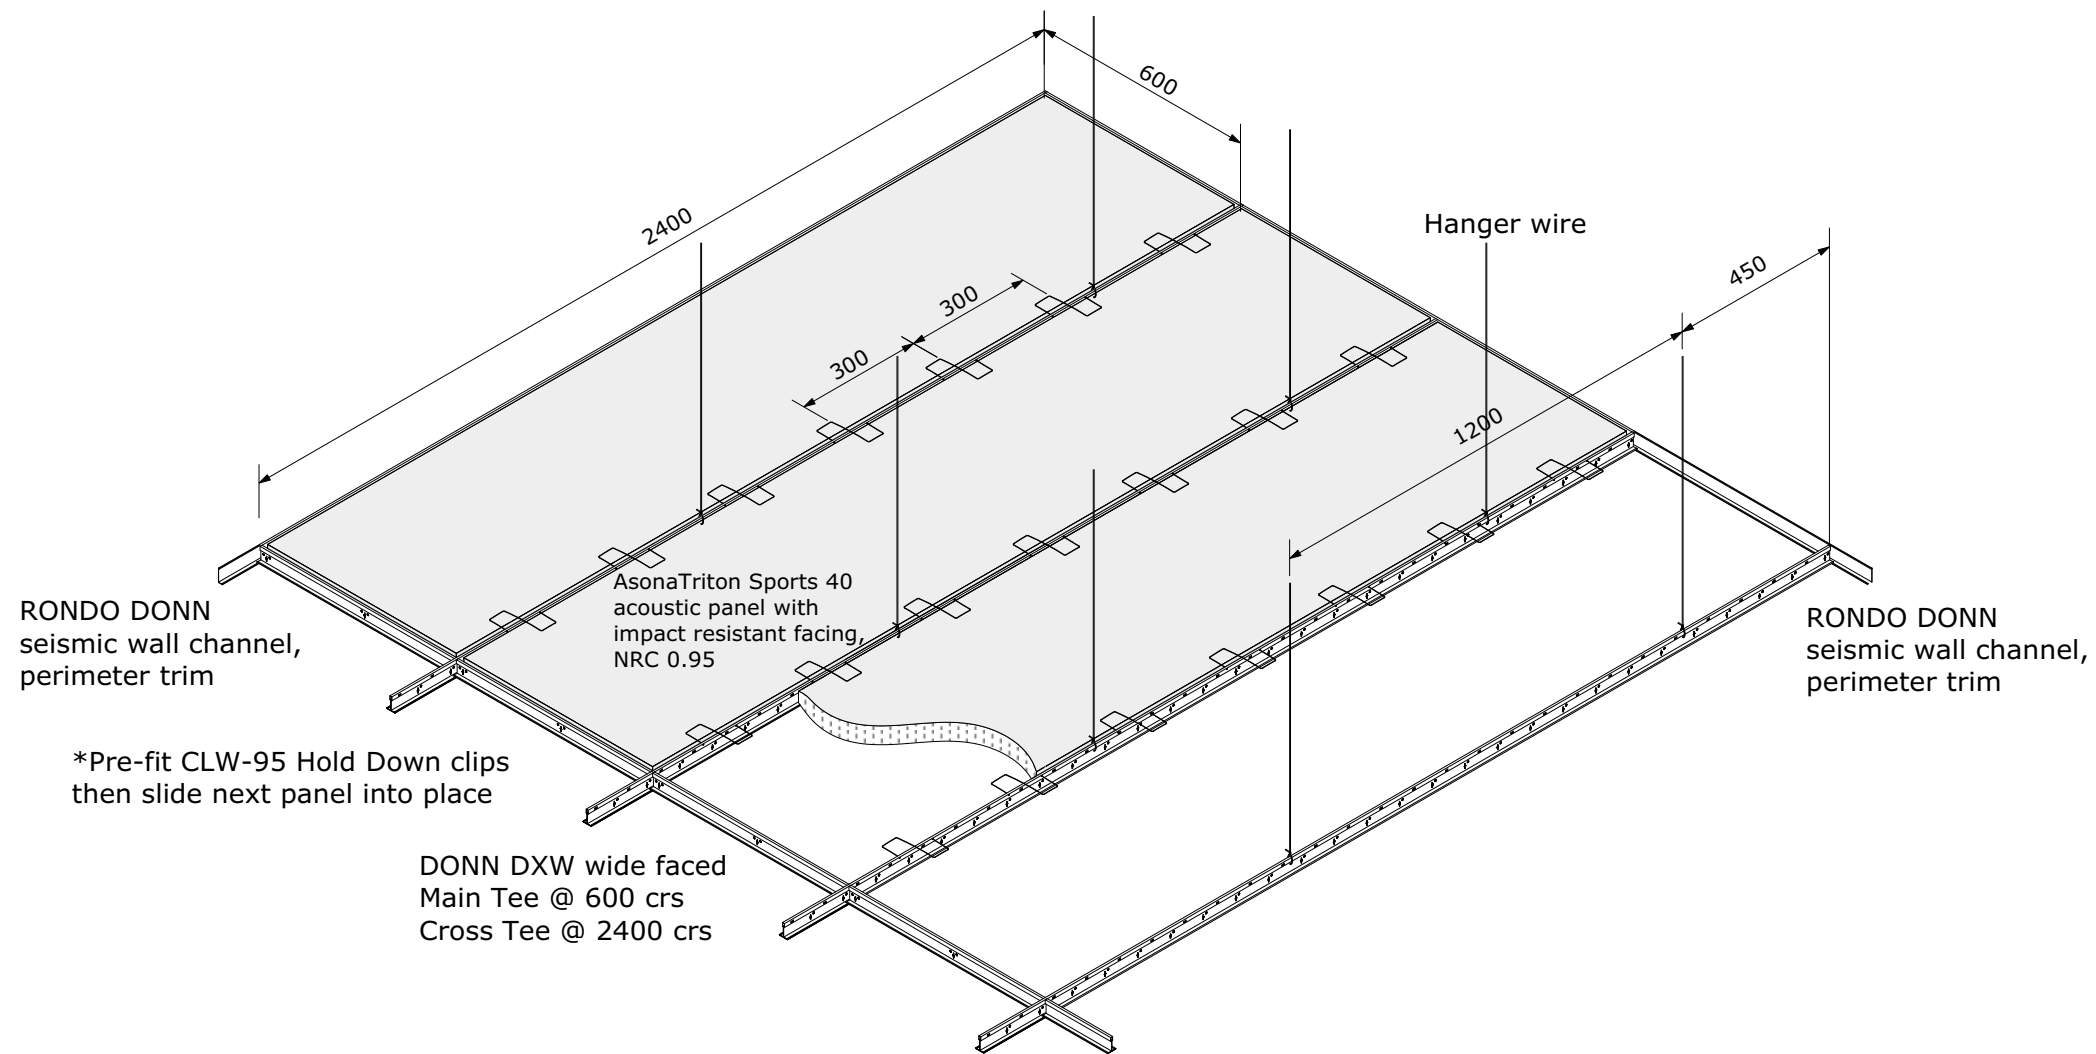 600
2400
Hanger wire
450
300
300
1200
AsonaTriton Sports 40
acoustic panel with
impact resistant facing,
NRC 0.95
RONDO DONN
seismic wall channel,
perimeter trim
RONDO DONN
seismic wall channel,
perimeter trim
*Pre-fit CLW-95 Hold Down clips
then slide next panel into place
DONN DXW wide faced
Main Tee @ 600 crs
Cross Tee @ 2400 crs